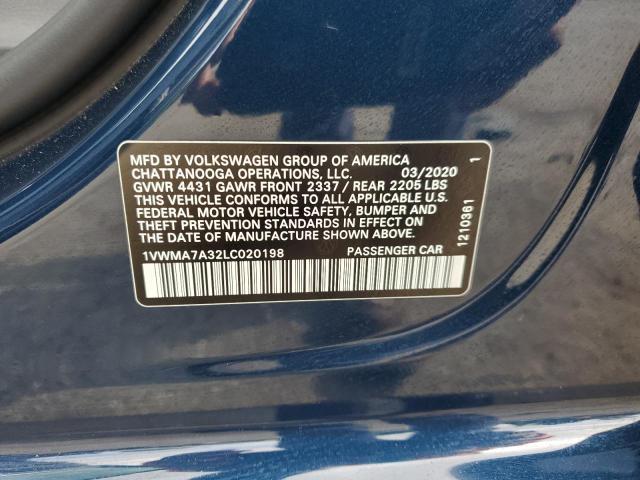 MFD BY VOLKSWAGEN GROUP OF AMERICA
CHATTANOOGA OPERATIONS, LLC. 03/2020
GVWR 4431 GAWR FRONT 2337 / REAR 2205 LBS
THIS VEHICLE CONFORMS TO ALL APPLICABLE U.S.
FEDERAL MOTOR VEHICLE SAFETY, BUMPER AND
THEFT PREVENTION STANDARDS IN EFFECT ON
THE DATE OF MANUFACTURE SHOWN ABOVE.
1VWMA7A32LC020198 PASSENGER CAR
1210361 1